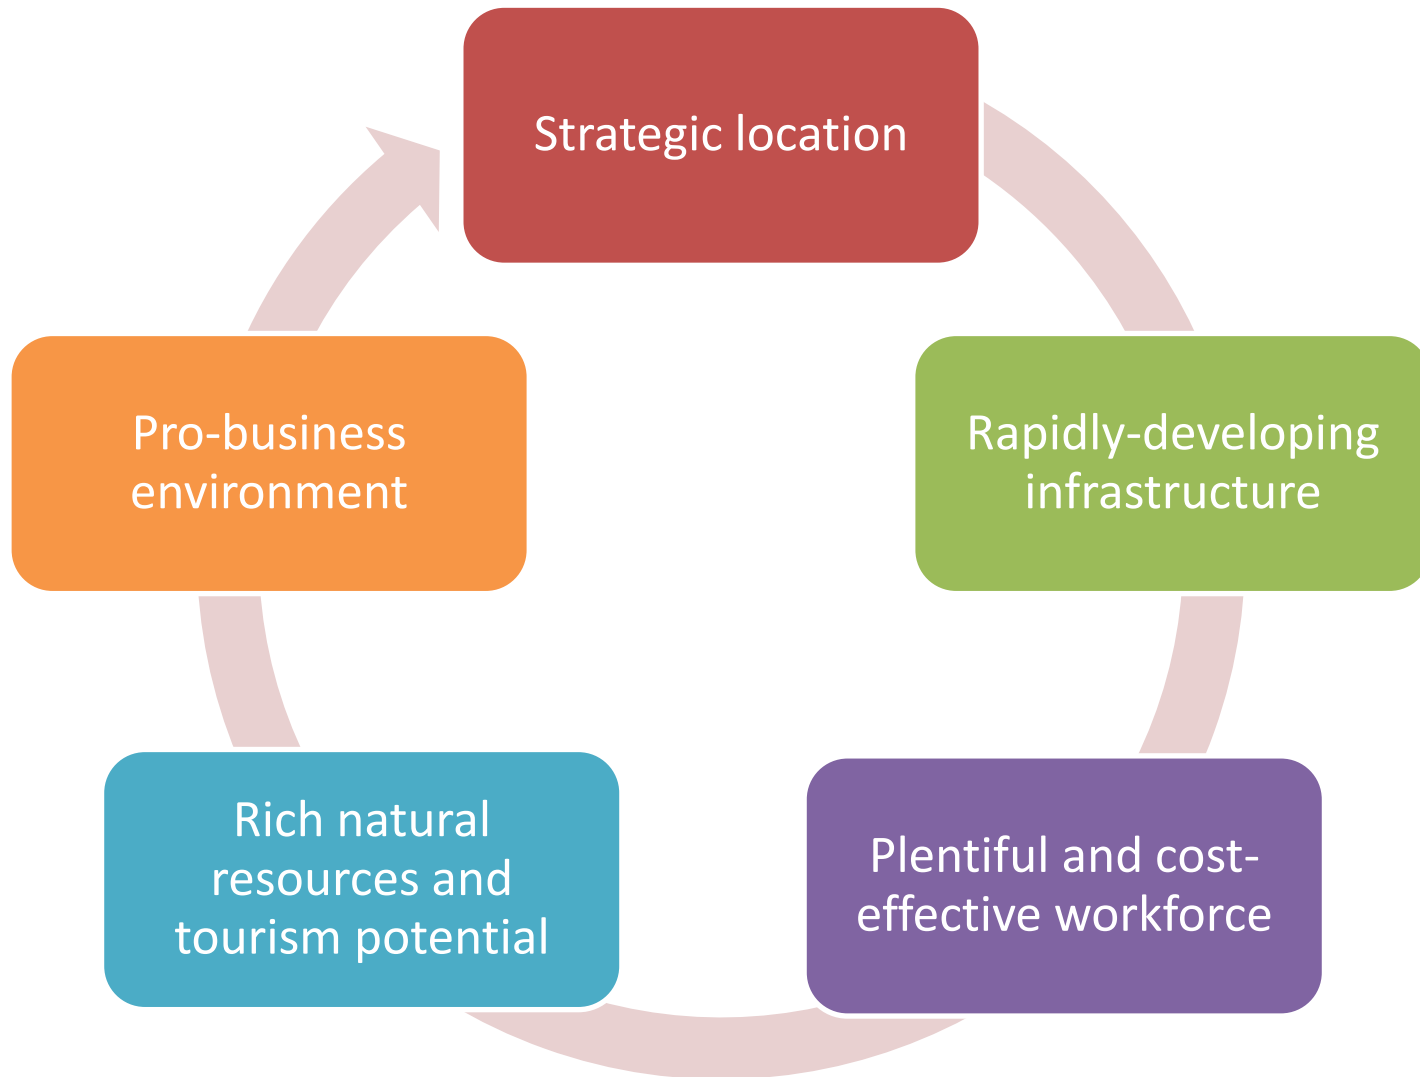 Strategic location
Rapidly-developing
infrastructure
Plentiful and cost-
effective workforce
Rich natural
resources and
tourism potential
Pro-business
environment